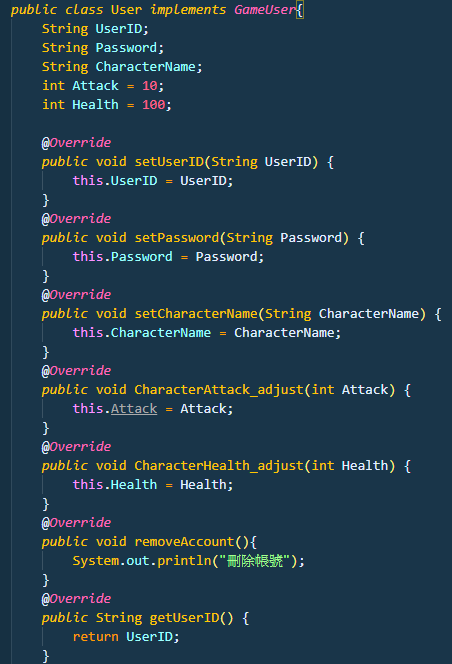 public class User implements GameUser{
    String UserID;
    String Password;
    String CharacterName;
    int Attack = 10;
    int Health = 100;

    @Override
    public void setUserID(String UserID) {
        this.UserID = UserID;
    }
    @Override
    public void setPassword(String Password) {
        this.Password = Password;
    }
    @Override
    public void setCharacterName(String CharacterName) {
        this.CharacterName = CharacterName;
    }
    @Override
    public void CharacterAttack_adjust(int Attack) {
        this.Attack = Attack;
    }
    @Override
    public void CharacterHealth_adjust(int Health) {
        this.Health = Health;
    }
    @Override
    public void removeAccount(){
        System.out.println("刪除帳號");
    }
    @Override
    public String getUserID() {
        return UserID;
    }